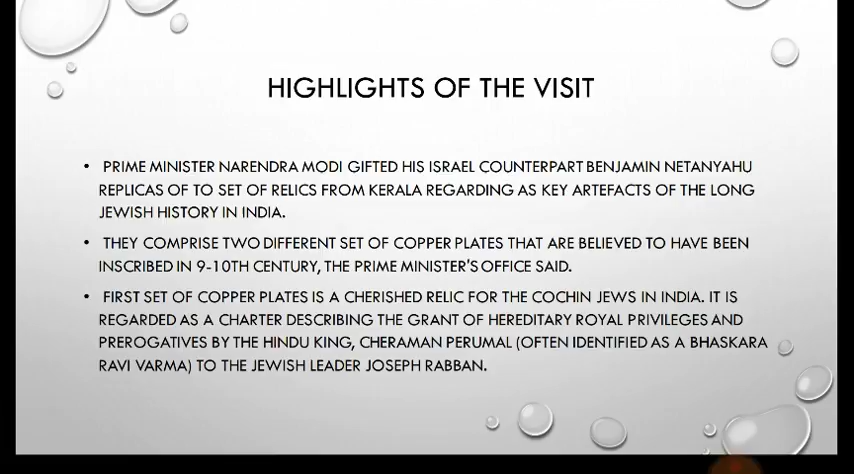 HIGHLIGHTS OF THE VISIT
• PRIME MINISTER NARENDRA MODI GIFTED HIS ISRAEL COUNTERPART BENJAMIN NETANYAHU
REPLICAS OF TO SET OF RELICS FROM KERALA REGARDING AS KEY ARTEFACTS OF THE LONG
JEWISH HISTORY IN INDIA.
• THEY COMPRISE TWO DIFFERENT SET OF COPPER PLATES THAT ARE BELIEVED TO HAVE BEEN
INSCRIBED IN 9-10TH CENTURY, THE PRIME MINISTER'S OFFICE SAID.
• FIRST SET OF COPPER PLATES IS A CHERISHED RELIC FOR THE COCHIN JEWS IN INDIA. IT IS
REGARDED AS A CHARTER DESCRIBING THE GRANT OF HEREDITARY ROYAL PRIVILEGES AND
PREROGATIVES BY THE HINDU KING, CHERAMAN PERUMAL (OFTEN IDENTIFIED AS A BHASKARA
RAVI VARMA) TO THE JEWISH LEADER JOSEPH RABBAN.